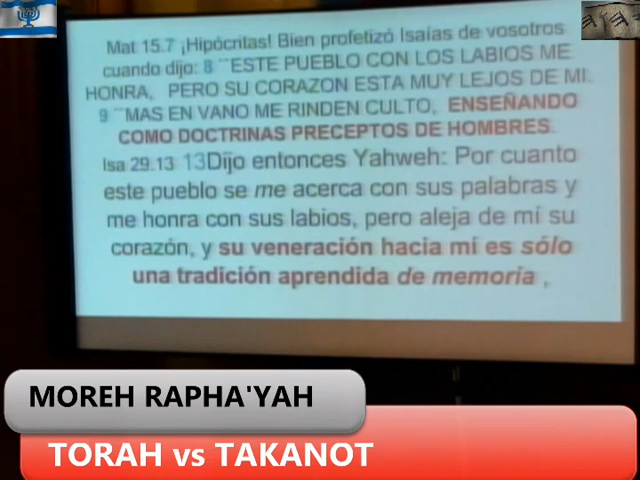 Mat 15.7 ¡Hipócritas! Bien profetizó Isaías de vosotros
cuando dijo: 8 ¨ESTE PUEBLO CON LOS LABIOS ME
HONRA, PERO SU CORAZON ESTA MUY LEJOS DE MI.
9 ¨MAS EN VANO ME RINDEN CULTO, ENSEÑANDO
COMO DOCTRINAS PRECEPTOS DE HOMBRES.
Isa 29.13 13Dijo entonces Yahweh: Por cuanto
este pueblo se me acerca con sus palabras y
me honra con sus labios, pero aleja de mí su
corazón, y su veneración hacia mí es sólo
una tradición aprendida de memoria ,
MOREH RAPHA'YAH
TORAH vs TAKANOT